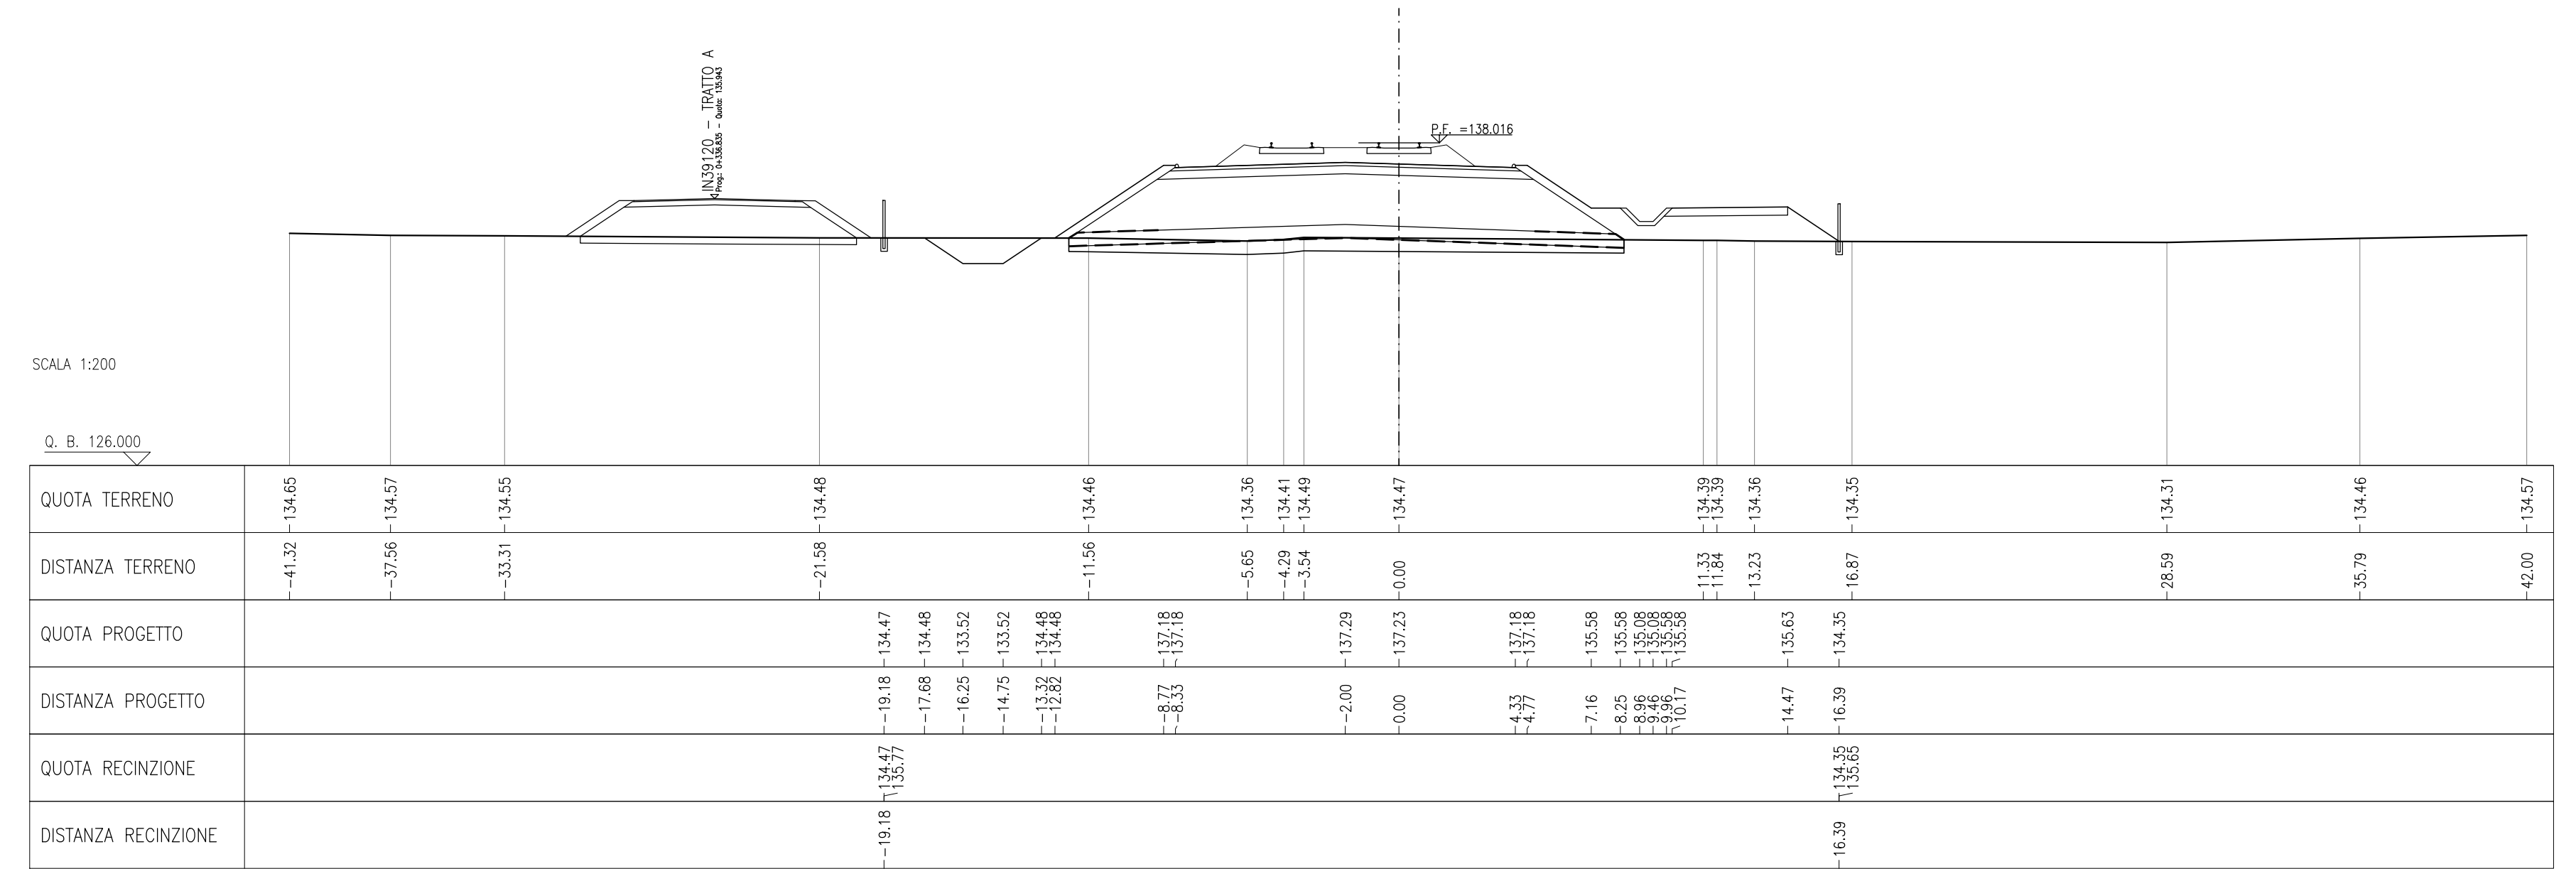 IN39120 - TRATTO A
Prog.: 0+336.835 - Quota: 135.943
P.F. =138.016
SCALA 1:200
Q. B. 126.000
QUOTA TERRENO 134.65 134.57 134.55 134.48 134.46 134.36 134.41 134.49 134.47 134.39 134.39 134.36 134.35 134.31 134.46 134.57
DISTANZA TERRENO -41.32 -37.56 -33.31 -21.58 -11.56 -5.65 -4.29 -3.54 0.00 11.33 11.84 13.23 16.87 28.59 35.79 42.00
QUOTA PROGETTO 134.47 134.48 133.52 133.52 134.48 134.48 137.18 137.18 137.29 137.23 137.18 137.18 135.58 135.58 135.08 135.08 135.58 135.58 135.63 134.35
DISTANZA PROGETTO -19.18 -17.68 -16.25 -14.75 -13.32 -12.82 -8.77 -8.33 -2.00 0.00 4.33 4.77 7.16 8.25 8.96 9.46 9.96 10.17 14.47 16.39
QUOTA RECINZIONE 134.47 135.77 134.35 135.65
DISTANZA RECINZIONE -19.18 16.39